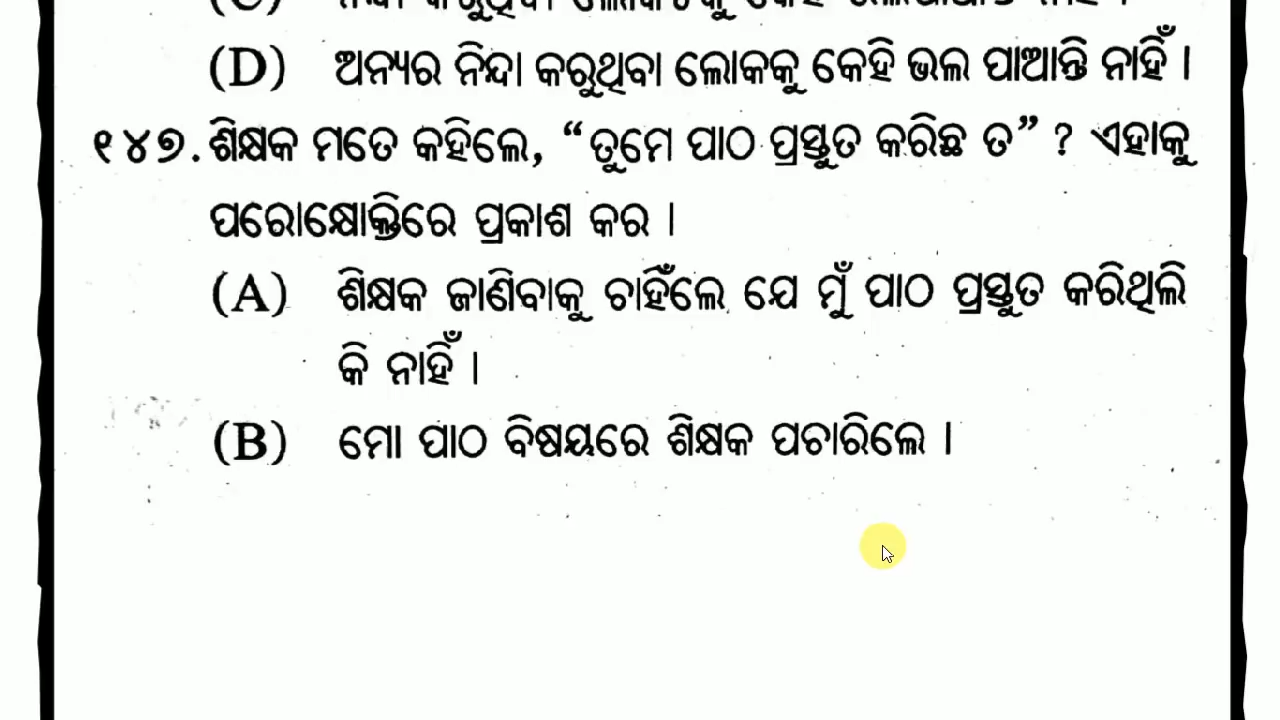 (D) ଅନ୍ୟର ନିନ୍ଦା କରୁଥିବା ଲୋକକୁ କେହି ଭଲ ପାଆନ୍ତି ନାହିଁ ।
୧୪୭. ଶିକ୍ଷକ ମତେ କହିଲେ, “ତୁମେ ପାଠ ପ୍ରସ୍ତୁତ କରିଛ ତ” ? ଏହାକୁ
ପରୋକ୍ଷୋକ୍ତିରେ ପ୍ରକାଶ କର ।
(A) ଶିକ୍ଷକ ଜାଣିବାକୁ ଚାହିଁଲେ ଯେ ମୁଁ ପାଠ ପ୍ରସ୍ତୁତ କରିଥିଲି
କି ନାହିଁ ।
(B) ମୋ ପାଠ ବିଷୟରେ ଶିକ୍ଷକ ପଚାରିଲେ ।